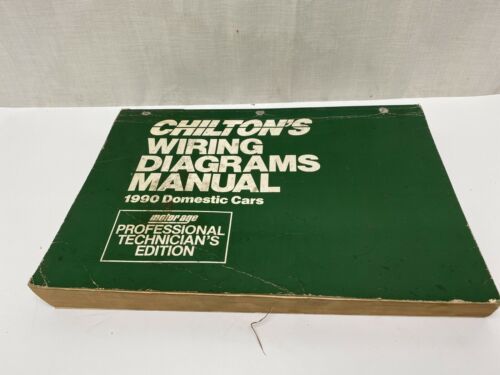 CHILTON'S
WIRING
DIAGRAMS
MANUAL
1990 Domestic Cars
motor age
PROFESSIONAL
TECHNICIAN'S
EDITION